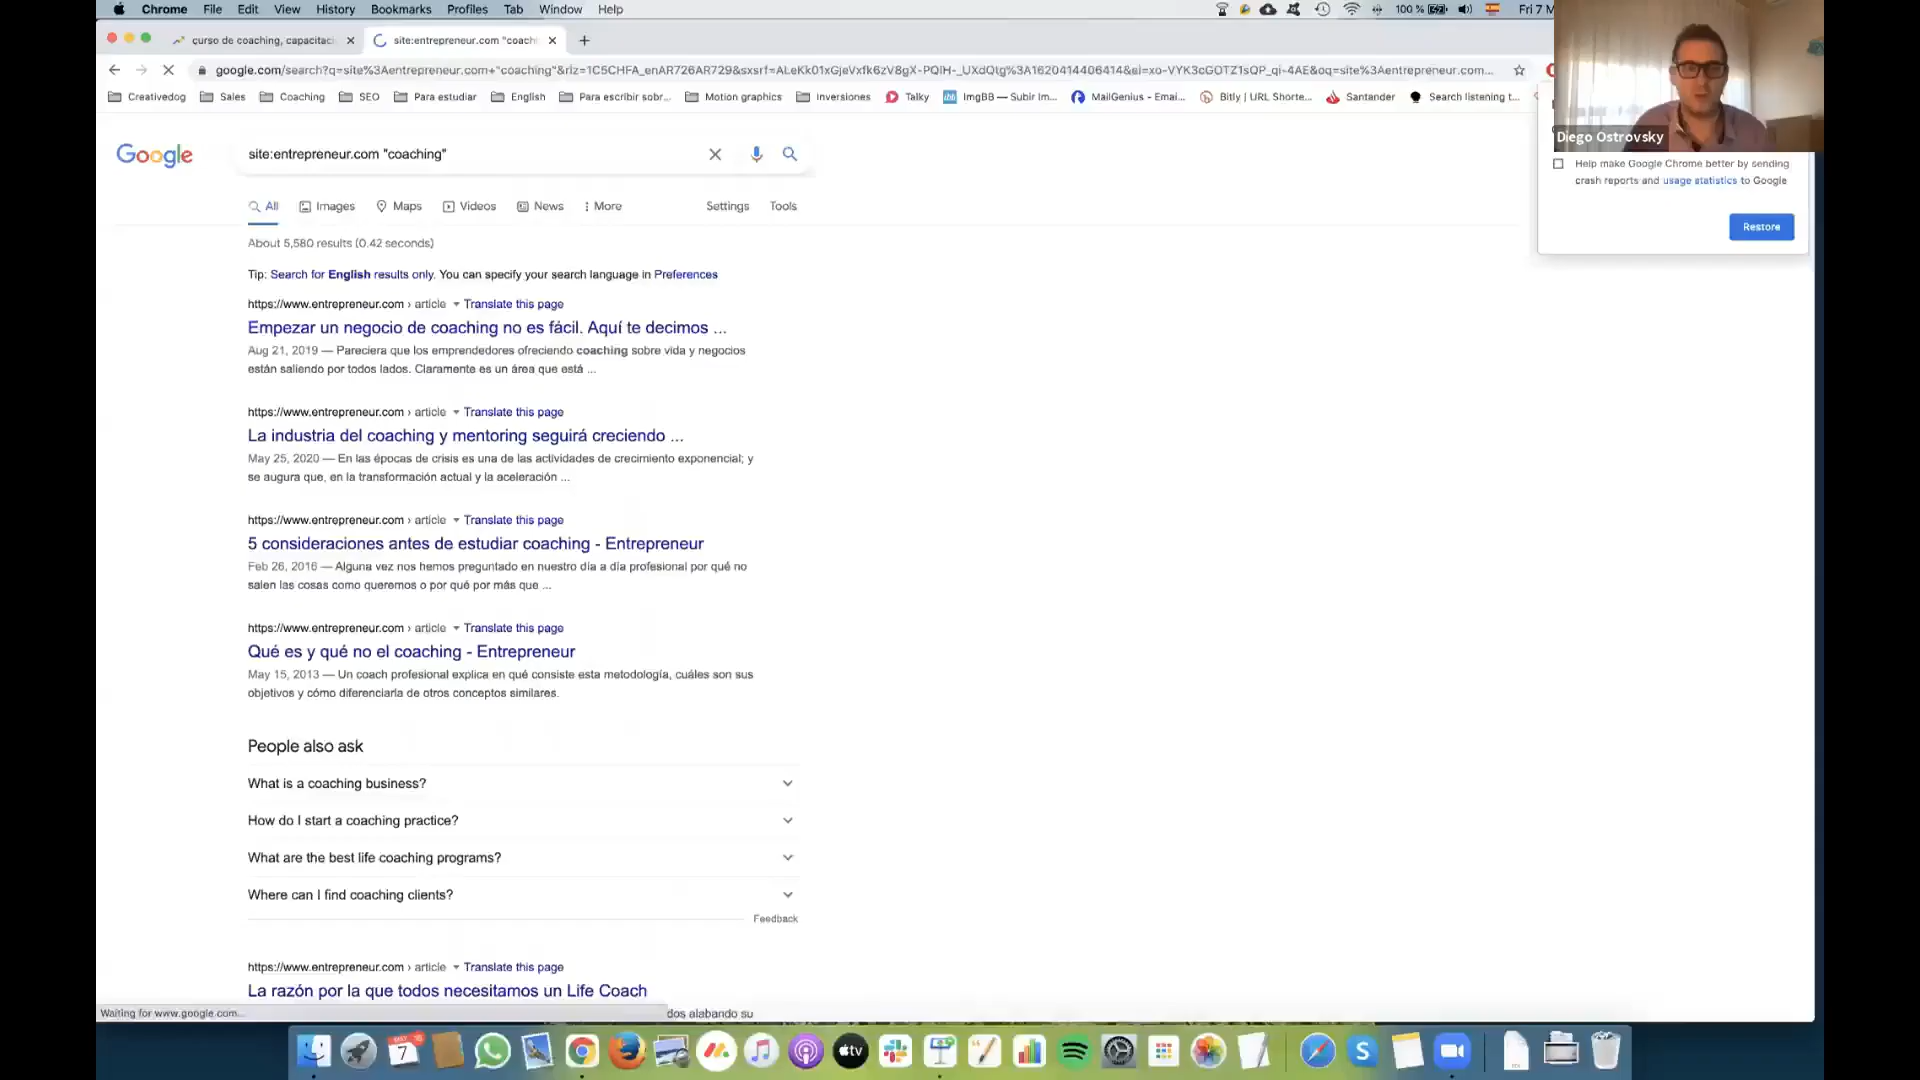 Chrome File Edit View History Bookmarks Profiles Tab Window Help
100 % Fri 7 M
curso de coaching, capacitaci
site:entrepreneur.com "coach
google.com/search?q=site%3Aentrepreneur.com+"coaching"&rlz=1C5CHFA_enAR726AR729&sxsrf=
Creativedog Sales Coaching SEO Para estudiar English Para escribir sobr... Motion graphics Inversiones Talky ImgBB — Subir Im... MailGenius - Emai... Bitly | URL Shorte... Santander Search listening t...
Diego Ostrovsky
Help make Google Chrome better by sending
crash reports and usage statistics to Google
Restore
Google
site:entrepreneur.com "coaching"
All Images Maps Videos News More Settings Tools
About 5,580 results (0.42 seconds)
Tip: Search for English results only. You can specify your search language in Preferences
https://www.entrepreneur.com › article Translate this page
Empezar un negocio de coaching no es fácil. Aquí te decimos ...
Aug 21, 2019 — Pareciera que los emprendedores ofreciendo coaching sobre vida y negocios
están saliendo por todos lados. Claramente es un área que está ...
https://www.entrepreneur.com › article Translate this page
La industria del coaching y mentoring seguirá creciendo ...
May 25, 2020 — En las épocas de crisis es una de las actividades de crecimiento exponencial; y
se augura que, en la transformación actual y la aceleración ...
https://www.entrepreneur.com › article Translate this page
5 consideraciones antes de estudiar coaching - Entrepreneur
Feb 26, 2016 — Alguna vez nos hemos preguntado en nuestro día a día profesional por qué no
salen las cosas como queremos o por qué por más que ...
https://www.entrepreneur.com › article Translate this page
Qué es y qué no el coaching - Entrepreneur
May 15, 2013 — Un coach profesional explica en qué consiste esta metodología, cuáles son sus
objetivos y cómo diferenciarla de otros conceptos similares.
People also ask
What is a coaching business?
How do I start a coaching practice?
What are the best life coaching programs?
Where can I find coaching clients?
Feedback
https://www.entrepreneur.com › article Translate this page
La razón por la que todos necesitamos un Life Coach
Waiting for www.google.com...
dos alabando su
7
tv